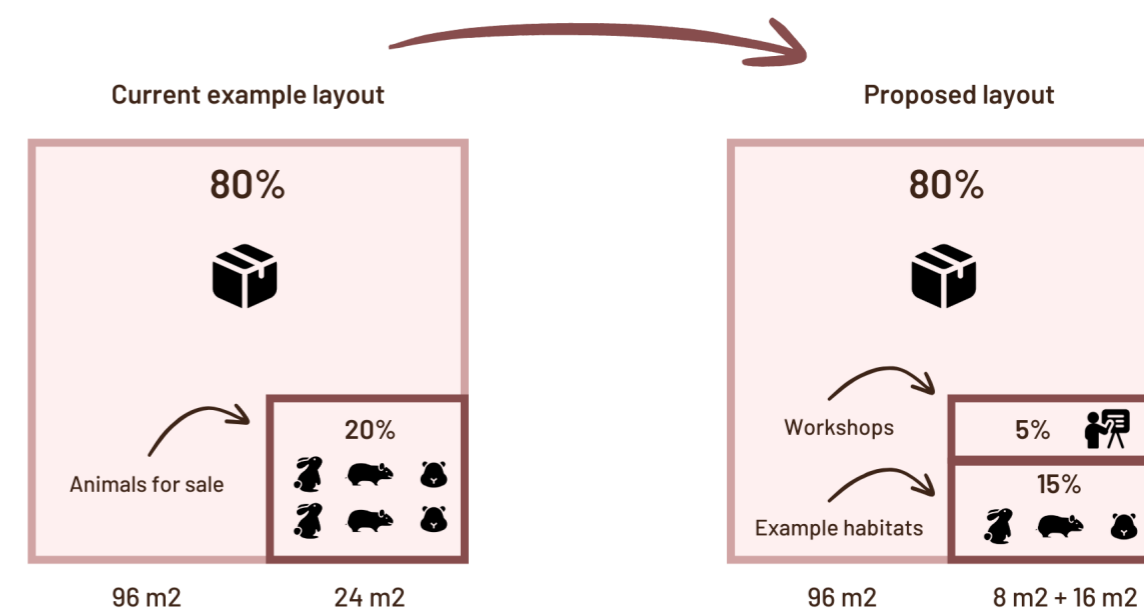 Current example layout
Proposed layout
80%
80%
20%
Animals for sale
Workshops
5%
15%
Example habitats
96 m2
24 m2
96 m2
8 m2 + 16 m2